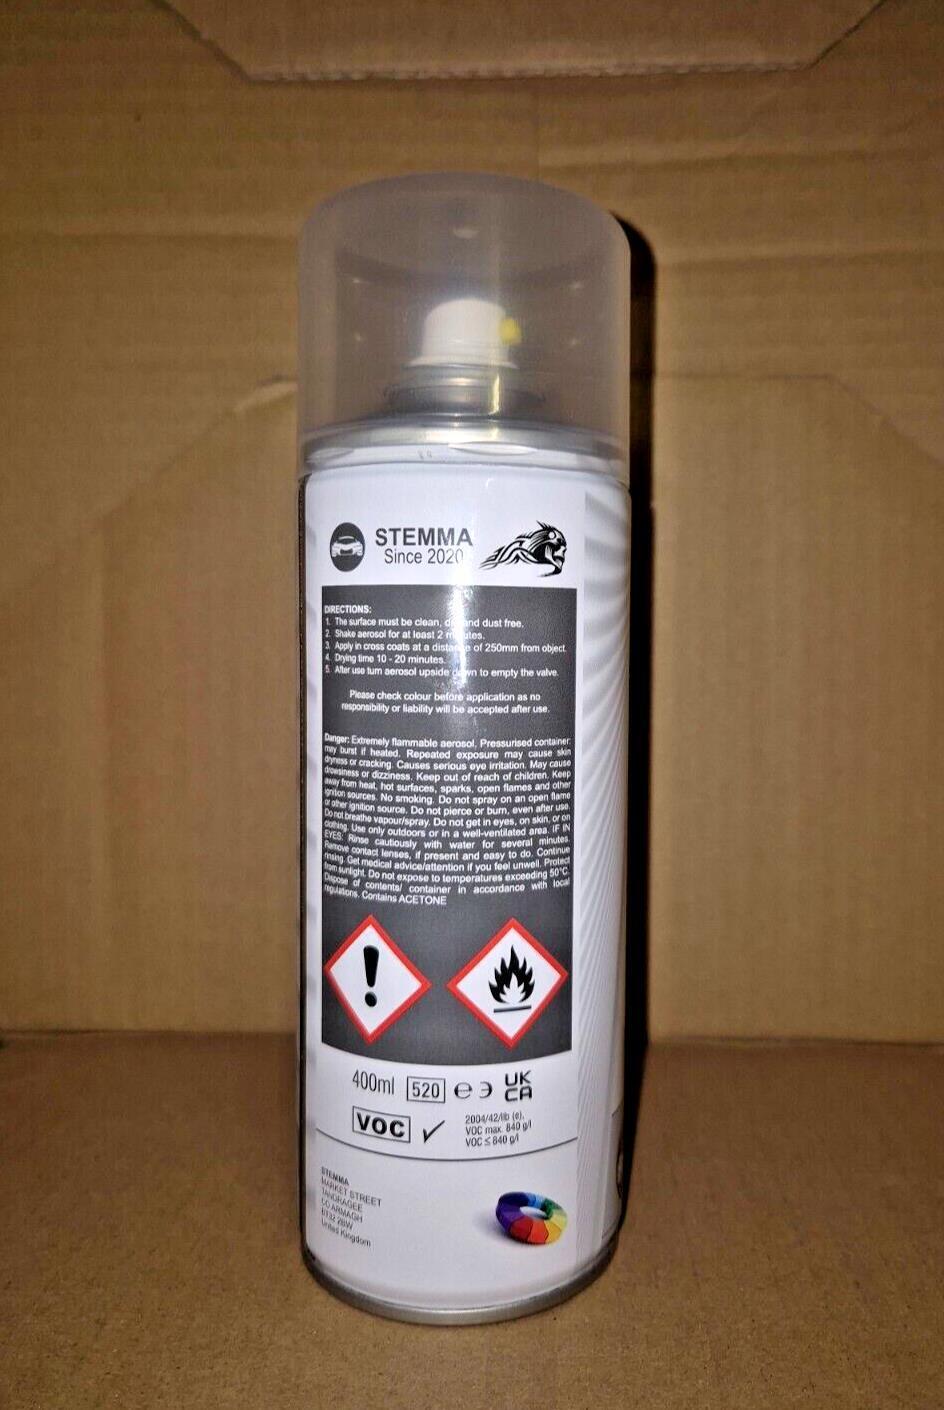 STEMMA
Since 2020
DIRECTIONS:
1. The surface must be clean, dry and dust free.
2. Shake aerosol for at least 2 minutes.
3. Apply in cross coats at a distance of 250mm from object.
4. Drying time 10 - 20 minutes.
5. After use turn aerosol upside down to empty the valve.
Please check colour before application as no
responsibility or liability will be accepted after use.
Danger: Extremely flammable aerosol. Pressurised container:
may burst if heated. Repeated exposure may cause skin
dryness or cracking. Causes serious eye irritation. May cause
drowsiness or dizziness. Keep out of reach of children. Keep
away from heat, hot surfaces, sparks, open flames and other
ignition sources. No smoking. Do not spray on an open flame
or other ignition source. Do not pierce or burn, even after use.
Do not breathe vapour/spray. Do not get in eyes, on skin, or on
clothing. Use only outdoors or in a well-ventilated area. IF IN
EYES: Rinse cautiously with water for several minutes.
Remove contact lenses, if present and easy to do. Continue
rinsing. Get medical advice/attention if you feel unwell. Protect
from sunlight. Do not expose to temperatures exceeding 50°C.
Dispose of contents/ container in accordance with local
regulations. Contains ACETONE
400ml 520 e 3 UK
CA
VOC ✓
2004/42/IIb (e),
VOC max. 840 g/l
VOC ≤ 840 g/l
STEMMA
MARKET STREET
TANDRAGEE
CO ARMAGH
BT32 2BW
United Kingdom